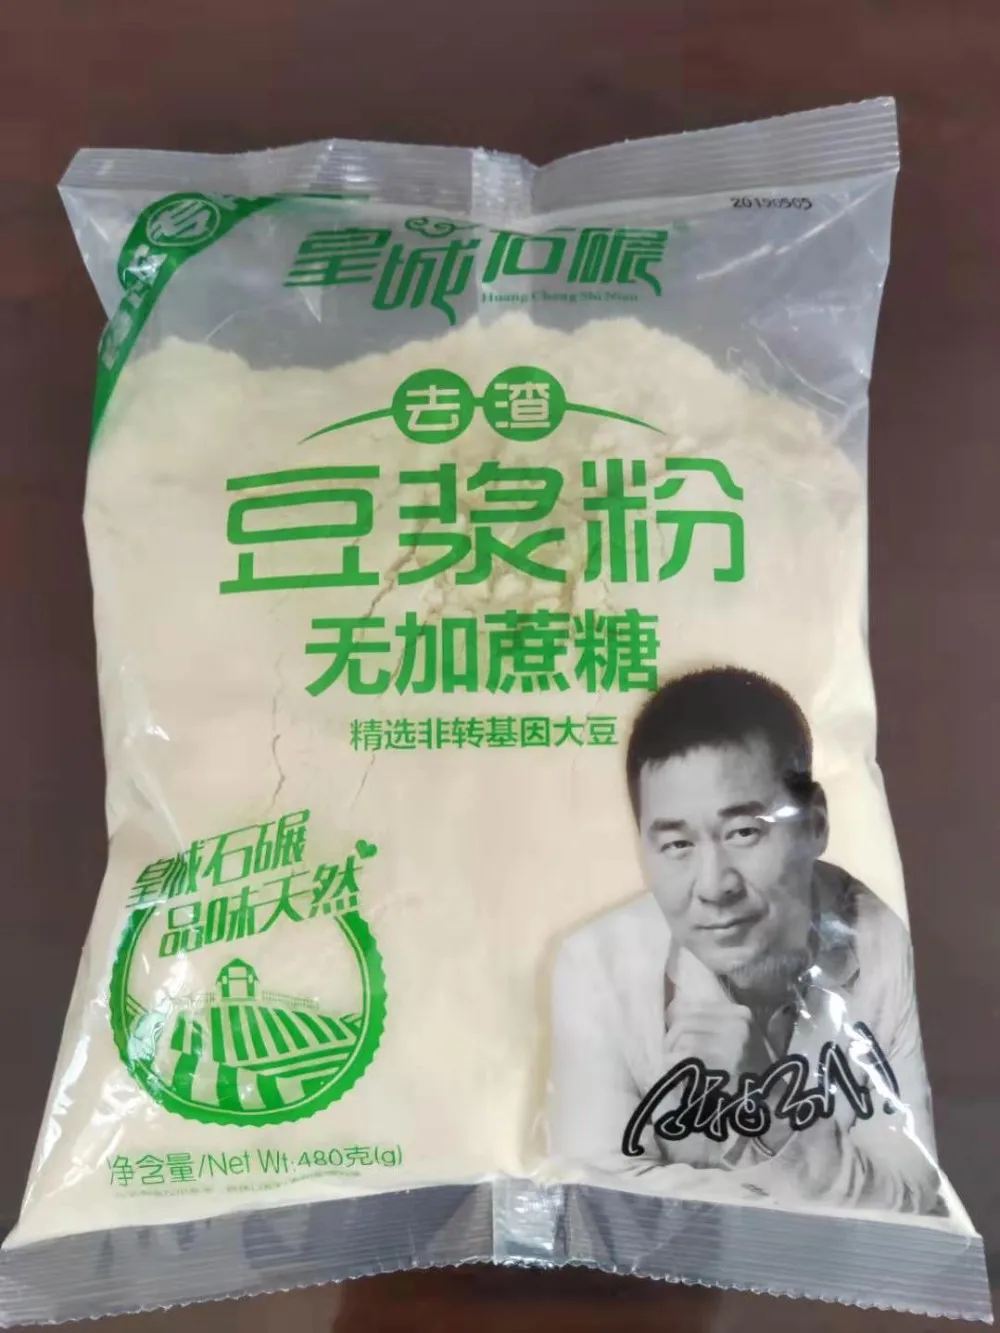 20190505
皇城石碾
Huang Cheng Shi Nian
去渣
豆浆粉
无加蔗糖
精选非转基因大豆
皇城石碾
品味天然
净含量/Net Wt:480克(g)